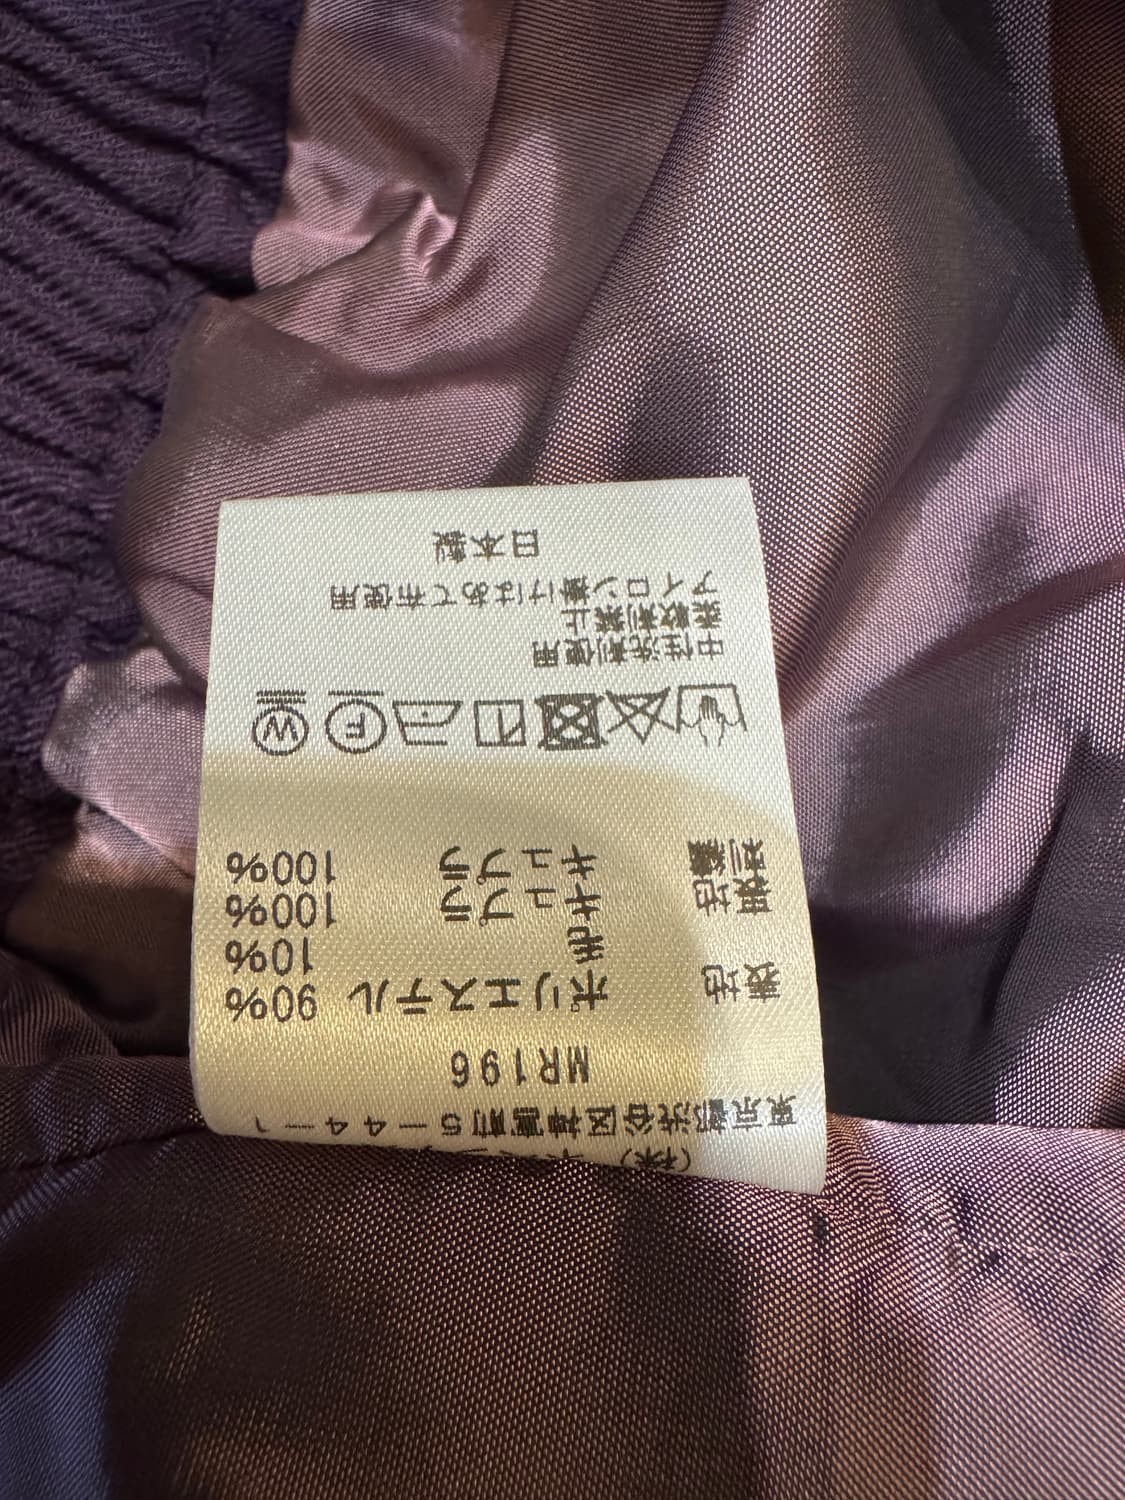 (株)
東京都渋谷区神宮前5-44-1
MR196
表地 ポリエステル 90%
毛 10%
裏地 キュプラ 100%
刺繍 キュプラ 100%
F W
中性洗剤使用
柔軟剤禁止
アイロン掛けはあて布使用
日本製